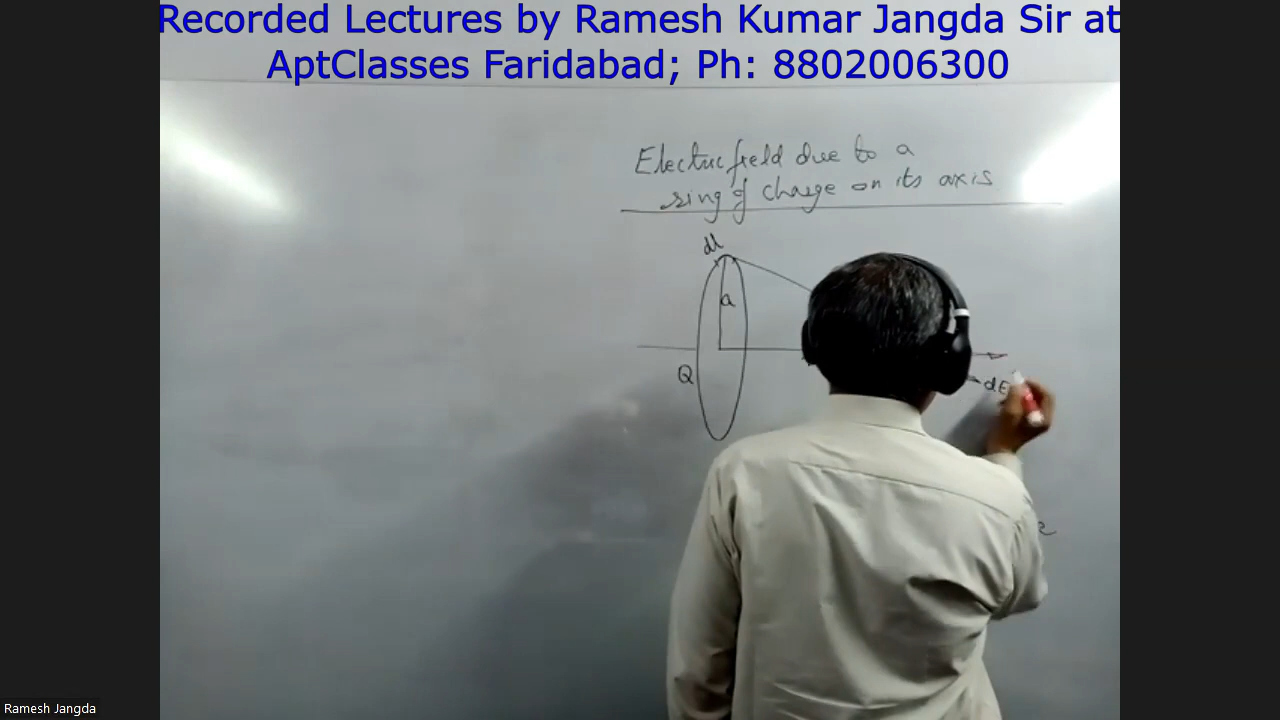 Recorded Lectures by Ramesh Kumar Jangda Sir at
AptClasses Faridabad; Ph: 8802006300
Electric field due to a
ring of charge on its axis
dl
a
Q
dE
Ramesh Jangda